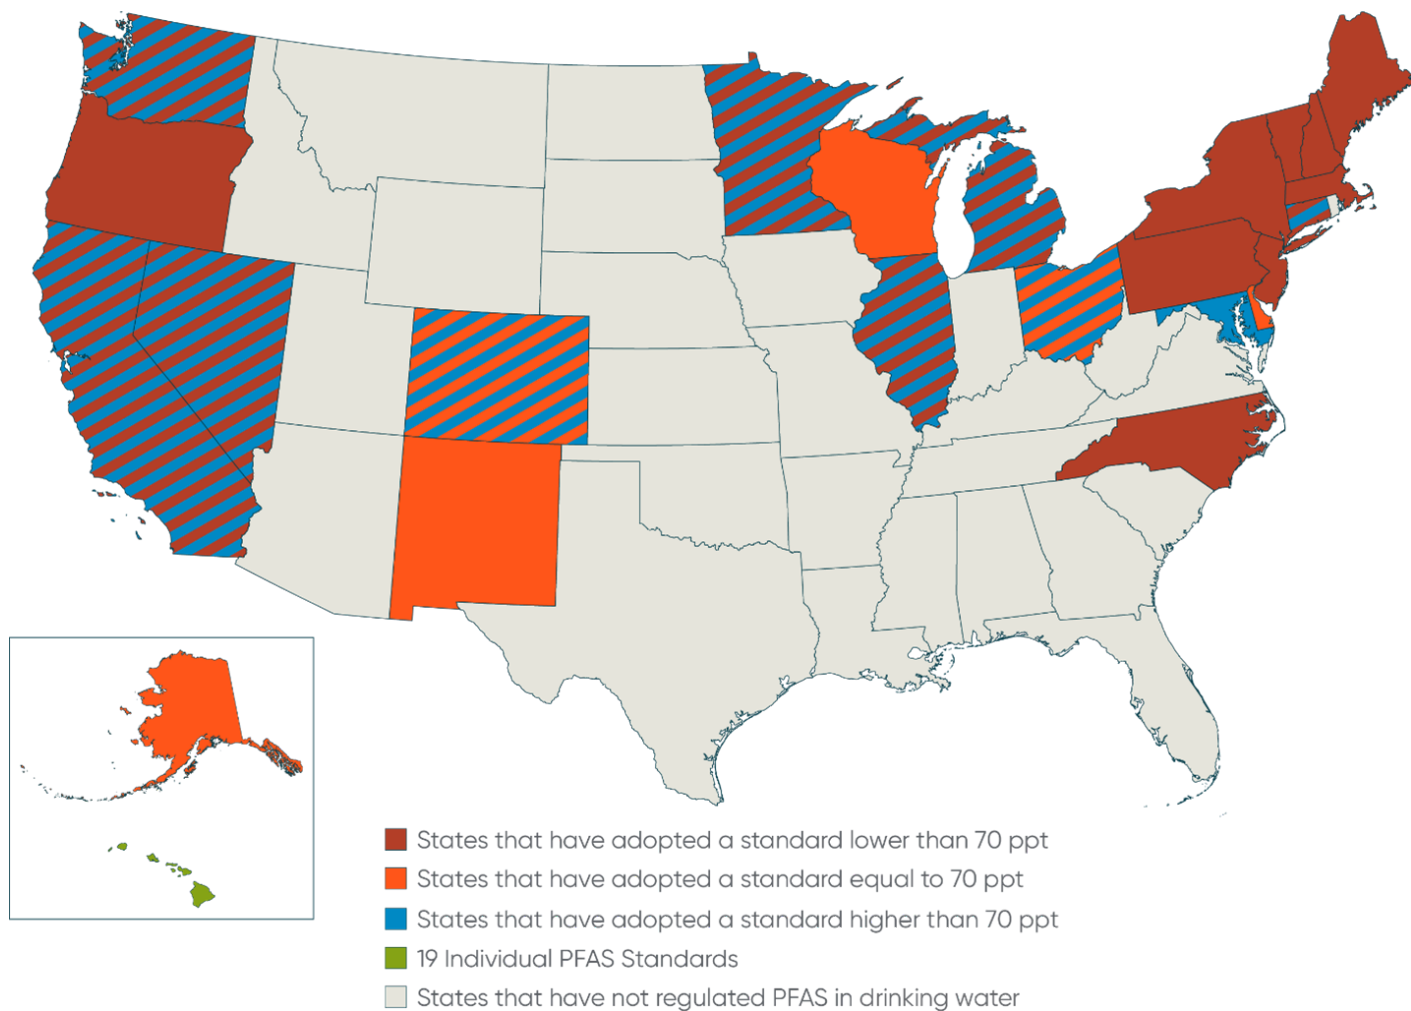 States that have adopted a standard lower than 70 ppt
States that have adopted a standard equal to 70 ppt
States that have adopted a standard higher than 70 ppt
19 Individual PFAS Standards
States that have not regulated PFAS in drinking water